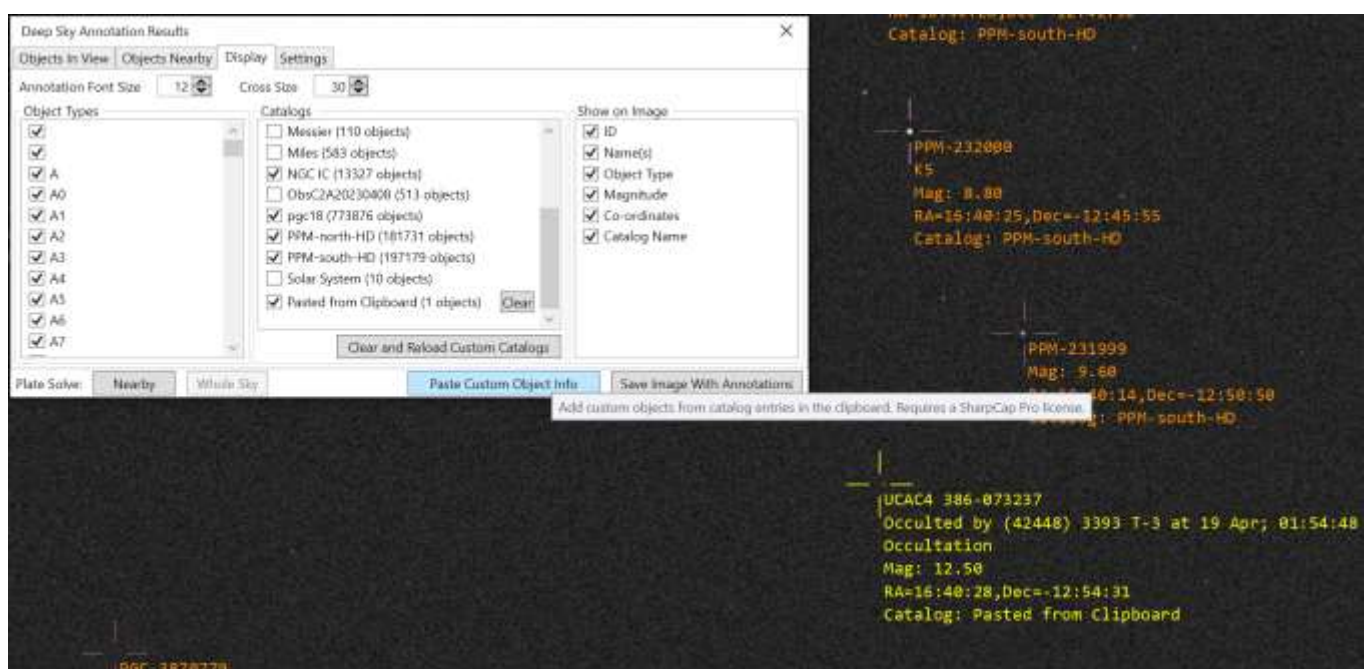 Deep Sky Annotation Results
Objects In View Objects Nearby Display Settings
Annotation Font Size 12 Cross Size 30
Object Types
A
A0
A1
A2
A3
A4
A5
A6
A7
Catalogs
Messier (110 objects)
Miles (583 objects)
NGC IC (13327 objects)
ObsC2A20230408 (513 objects)
pgc18 (773876 objects)
PPM-north-HD (181731 objects)
PPM-south-HD (197179 objects)
Solar System (10 objects)
Pasted from Clipboard (1 objects) Clear
Clear and Reload Custom Catalogs
Show on Image
ID
Name(s)
Object Type
Magnitude
Co-ordinates
Catalog Name
Plate Solve: Nearby Whole Sky Paste Custom Object Info Save Image With Annotations
Add custom objects from catalog entries in the clipboard. Requires a SharpCap Pro license.
Catalog: PPM-south-HD
PPM-232000
K5
Mag: 8.80
RA=16:40:25,Dec=-12:45:55
Catalog: PPM-south-HD
PPM-231999
Mag: 9.60
40:14,Dec=-12:50:50
PPM-south-HD
UCAC4 386-073237
Occulted by (42448) 3393 T-3 at 19 Apr; 01:54:48
Occultation
Mag: 12.50
RA=16:40:28,Dec=-12:54:31
Catalog: Pasted from Clipboard